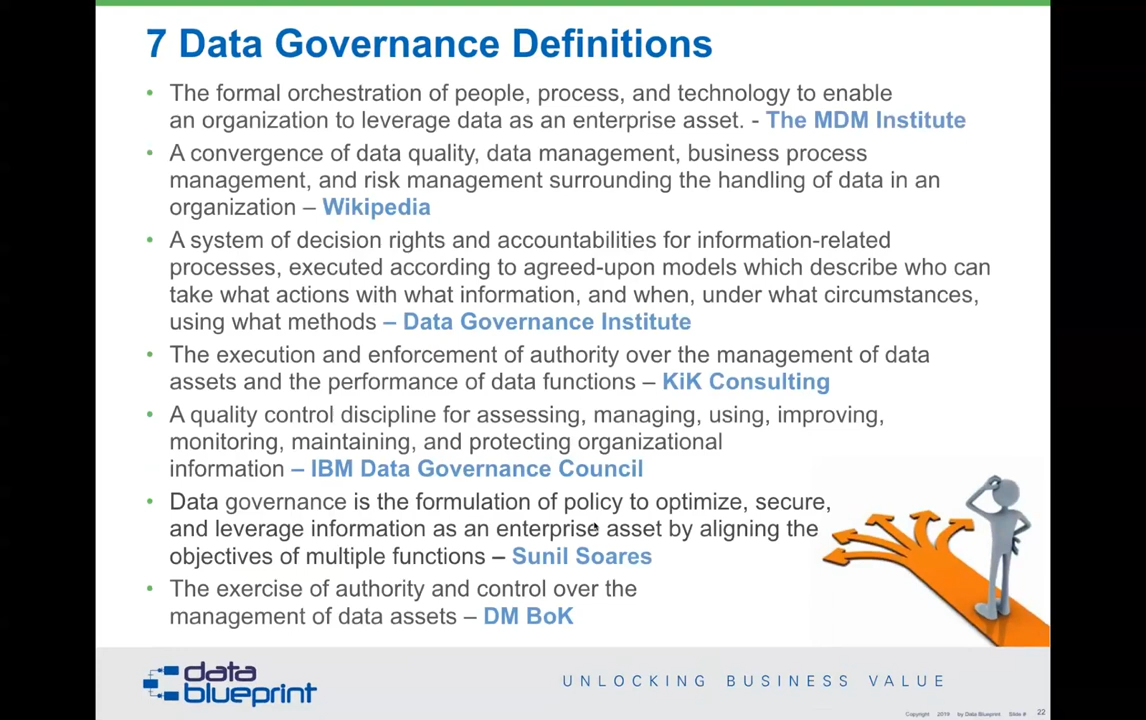 7 Data Governance Definitions
• The formal orchestration of people, process, and technology to enable
an organization to leverage data as an enterprise asset. - The MDM Institute
• A convergence of data quality, data management, business process
management, and risk management surrounding the handling of data in an
organization – Wikipedia
• A system of decision rights and accountabilities for information-related
processes, executed according to agreed-upon models which describe who can
take what actions with what information, and when, under what circumstances,
using what methods – Data Governance Institute
• The execution and enforcement of authority over the management of data
assets and the performance of data functions – KiK Consulting
• A quality control discipline for assessing, managing, using, improving,
monitoring, maintaining, and protecting organizational
information – IBM Data Governance Council
• Data governance is the formulation of policy to optimize, secure,
and leverage information as an enterprise asset by aligning the
objectives of multiple functions – Sunil Soares
• The exercise of authority and control over the
management of data assets – DM BoK
data
blueprint
UNLOCKING BUSINESS VALUE
Copyright 2019 by Data Blueprint Slide # 22